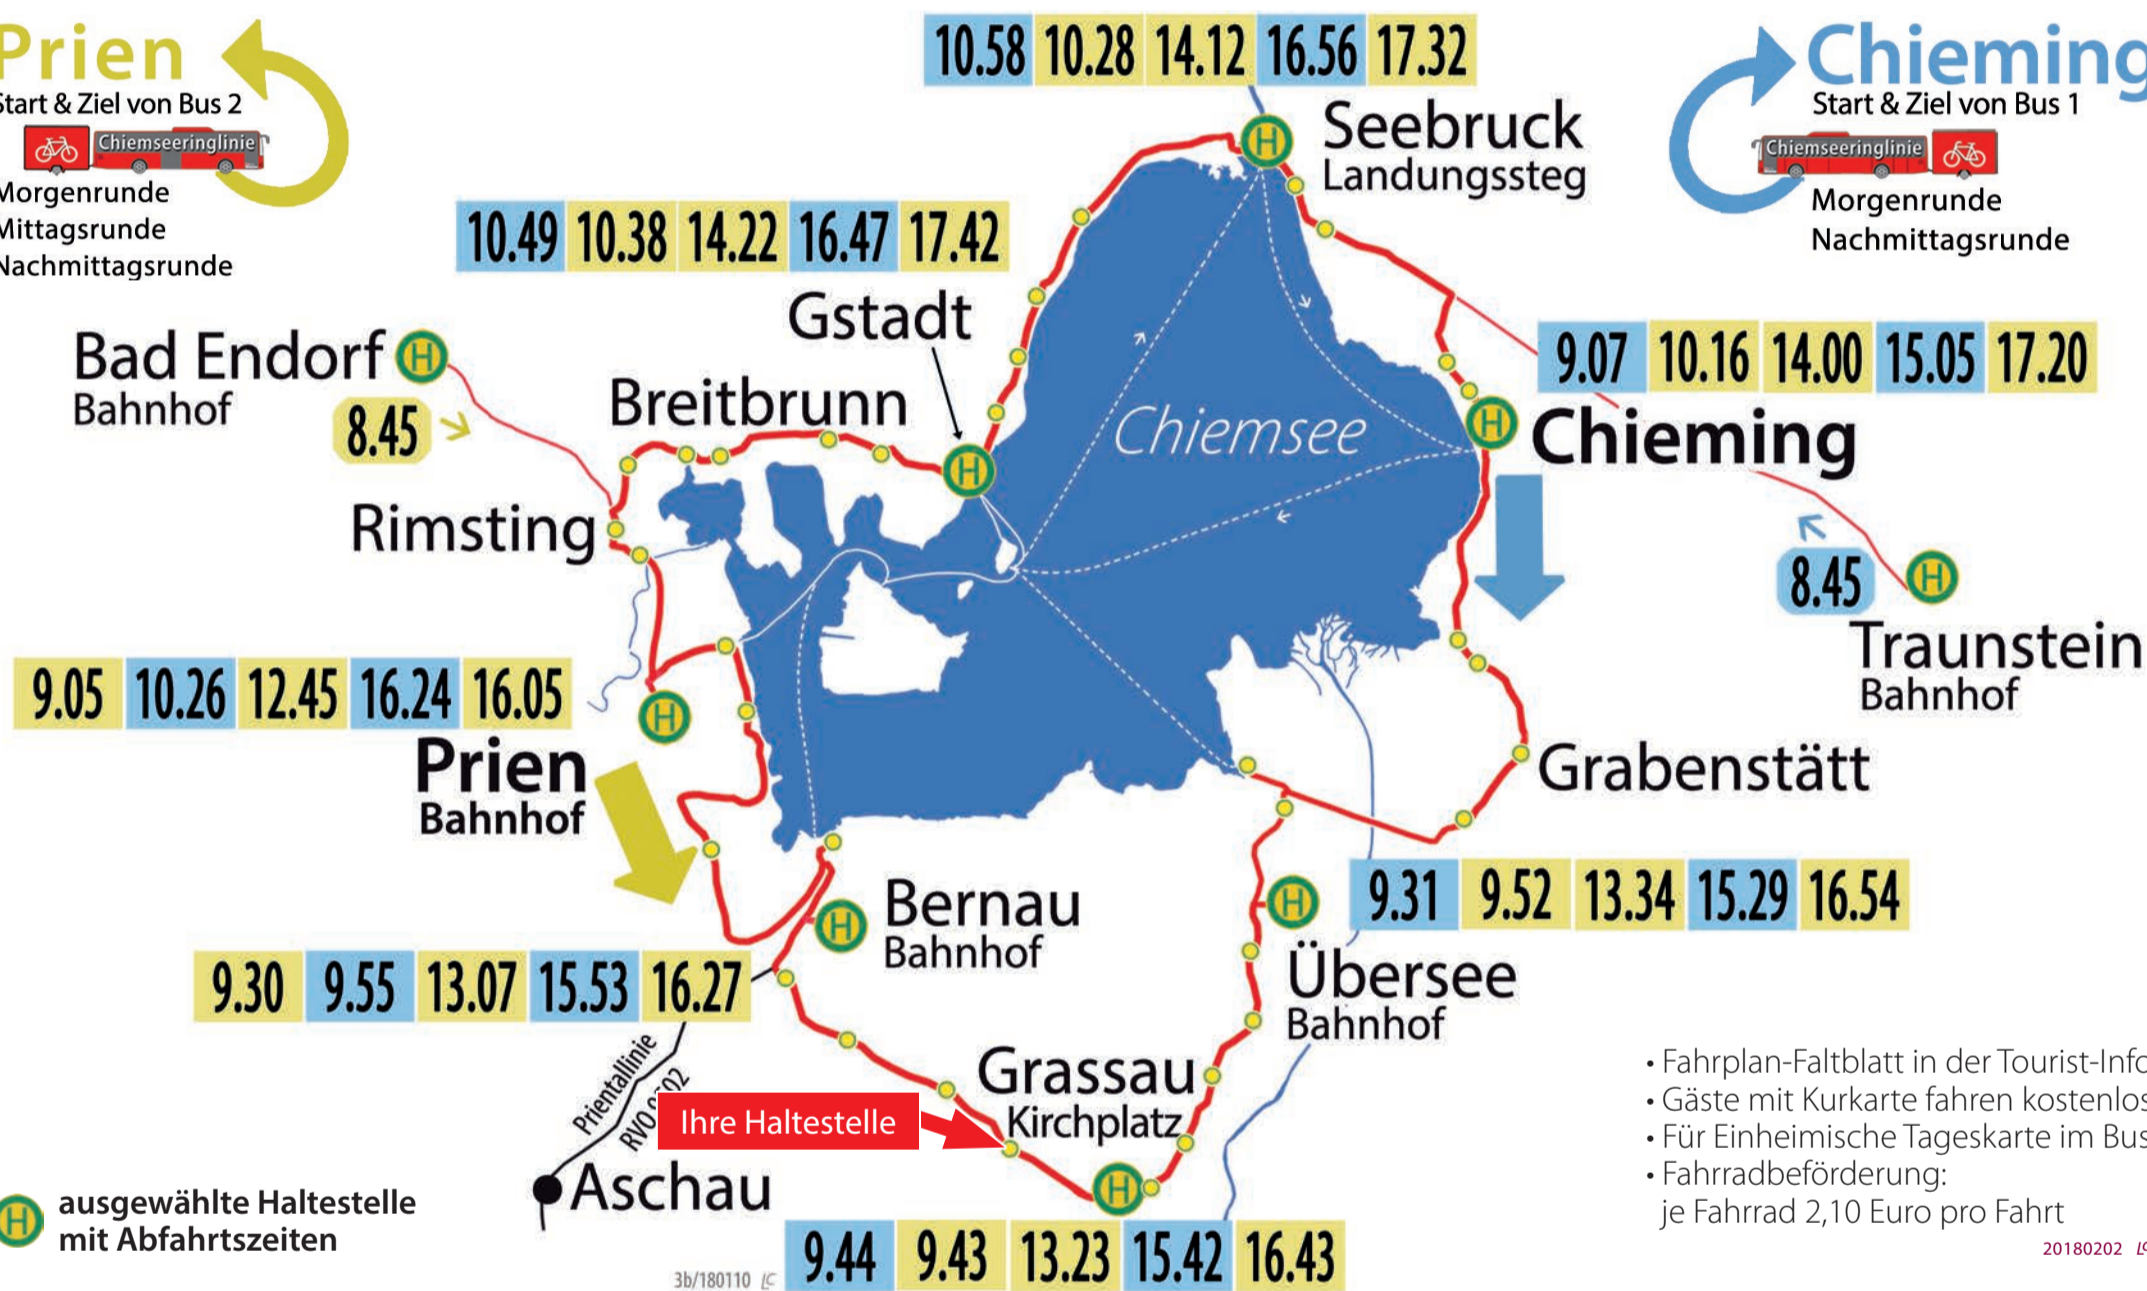 Prien
Start & Ziel von Bus 2
Chiemseeringlinie
Morgenrunde
Mittagsrunde
Nachmittagsrunde
10.58 10.28 14.12 16.56 17.32
Seebruck
Landungssteg
Chieming
Start & Ziel von Bus 1
Chiemseeringlinie
Morgenrunde
Nachmittagsrunde
10.49 10.38 14.22 16.47 17.42
Gstadt
Bad Endorf
Bahnhof
8.45
Breitbrunn
Rimsting
Chiemsee
9.07 10.16 14.00 15.05 17.20
Chieming
8.45
Traunstein
Bahnhof
9.05 10.26 12.45 16.24 16.05
Prien
Bahnhof
Grabenstätt
9.31 9.52 13.34 15.29 16.54
Übersee
Bahnhof
Bernau
Bahnhof
9.30 9.55 13.07 15.53 16.27
Prientallinie
RVO
Aschau
Grassau
Kirchplatz
Ihre Haltestelle
9.44 9.43 13.23 15.42 16.43
H ausgewählte Haltestelle
mit Abfahrtszeiten
3b/180110 LC
• Fahrplan-Faltblatt in der Tourist-Info
• Gäste mit Kurkarte fahren kostenlos
• Für Einheimische Tageskarte im Bus
• Fahrradbeförderung:
je Fahrrad 2,10 Euro pro Fahrt
20180202